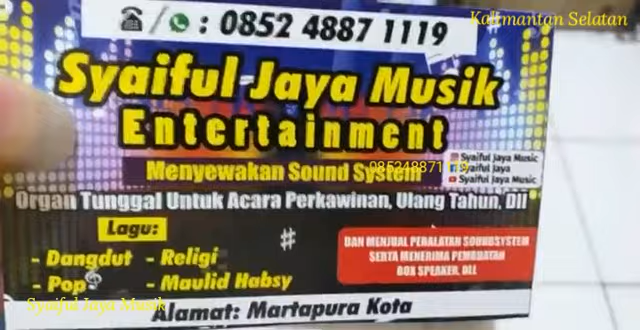 Kalimantan Selatan
: 0852 4887 1119
Syaiful Jaya Musik
Entertainment
Menyewakan Sound System
Syaiful Jaya Music
Syaiful Jaya
Syaiful Jaya Music
Organ Tunggal Untuk Acara Perkawinan, Ulang Tahun, Dll
Lagu:
- Dangdut - Religi
- Pop - Maulid Habsy
#
DAN MENJUAL PERALATAN SOUNDSYSTEM
SERTA MENERIMA PEMBUATAN
BOX SPEAKER, DLL
Syaiful Jaya Musik
Alamat: Martapura Kota